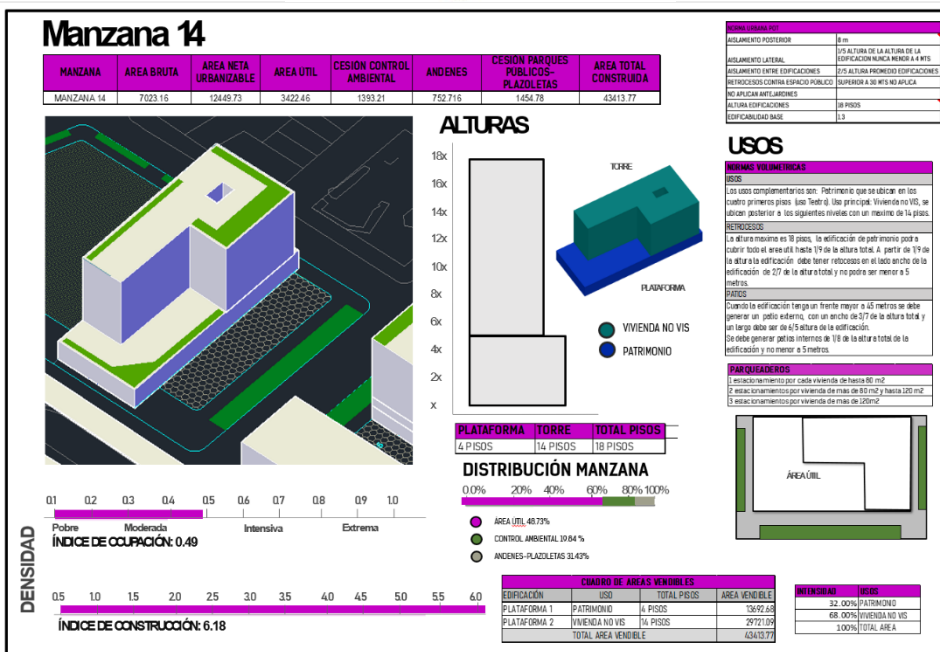 Manzana 14
MANZANA AREA BRUTA AREA NETA URBANIZABLE AREA ÚTIL CESIÓN CONTROL AMBIENTAL ANDENES CESIÓN PARQUES PUBLICOS-PLAZOLETAS AREA TOTAL CONSTRUIDA
MANZANA 14 7023.16 12449.73 3422.46 1393.21 752.716 1454.78 43413.77
NORMA URBANA POT
AISLAMIENTO POSTERIOR 8 m
AISLAMIENTO LATERAL 1/5 ALTURA DE LA ALTURA DE LA EDIFICACION NUNCA MENOR A 4 MTS
AISLAMIENTO ENTRE EDIFICACIONES 2/5 ALTURA PROMEDIO EDIFICACIONES
RETROCESOS CONTRA ESPACIO PÚBLICO SUPERIOR A 30 MTS NO APLICA
NO APLICAN ANTEJARDINES
ALTURA EDIFICACIONES 18 PISOS
EDIFICABILIDAD BASE 1.3
ALTURAS
18x
16x
14x
12x
10x
8x
6x
4x
2x
x
TORRE
PLATAFORMA
VIVIENDA NO VIS
PATRIMONIO
PLATAFORMA TORRE TOTAL PISOS
4 PISOS 14 PISOS 18 PISOS
USOS
NORMAS VOLUMETRICAS
USOS
Los usos complementarios son: Patrimonio que se ubican en los
cuatro primeros pisos (uso Teatro). Uso principal: Vivienda no VIS, se
ubican posterior a los siguientes niveles con un maximo de 14 pisos.
RETROCESOS
La altura maxima es 18 pisos, la edificación de patrimonio podra
cubrir todo el area util hasta 1/9 de la altura total. A partir de 1/9 de
la altura la edificación debe tener retocesos en el lado ancho de la
edificación de 2/7 de la altura total y no podra ser menor a 5
metros.
PATIOS
Cuando la edificación tenga un frente mayor a 45 metros se debe
generar un patio externo, con un ancho de 3/7 de la altura total y
un largo debe ser de 4/5 altura de la edificación.
Se debe generar patios internos de 1/8 de la altura total de la
edificación y no menor a 5 metros.
PARQUEADEROS
1 estacionamiento por cada vivienda de hasta 80 m2
2 estacionamientos por vivienda de mas de 80 m2 y hasta 120 m2
3 estacionamientos por vivienda de mas de 120m2
ÁREA ÚTIL
DISTRIBUCIÓN MANZANA
0.0% 20% 40% 60% 80% 100%
ÁREA ÚTIL 48.73%
CONTROL AMBIENTAL 19.84 %
ANDENES-PLAZOLETAS 31.43%
DENSIDAD
0.1 0.2 0.3 0.4 0.5 0.6 0.7 0.8 0.9 1.0
Pobre Moderada Intensiva Extrema
ÍNDICE DE OCUPACIÓN: 0.49
0.5 1.0 1.5 2.0 2.5 3.0 3.5 4.0 4.5 5.0 5.5 6.0
ÍNDICE DE CONSTRUCCIÓN: 6.18
CUADRO DE AREAS VENDIBLES
EDIFICACIÓN USO TOTAL PISOS AREA VENDIBLE
PLATAFORMA 1 PATRIMONIO 4 PISOS 13692.68
PLATAFORMA 2 VIVIENDA NO VIS 14 PISOS 29721.09
TOTAL AREA VENDIBLE 43413.77
INTENSIDAD USOS
32.00% PATRIMONIO
68.00% VIVIENDA NO VIS
100% TOTAL AREA